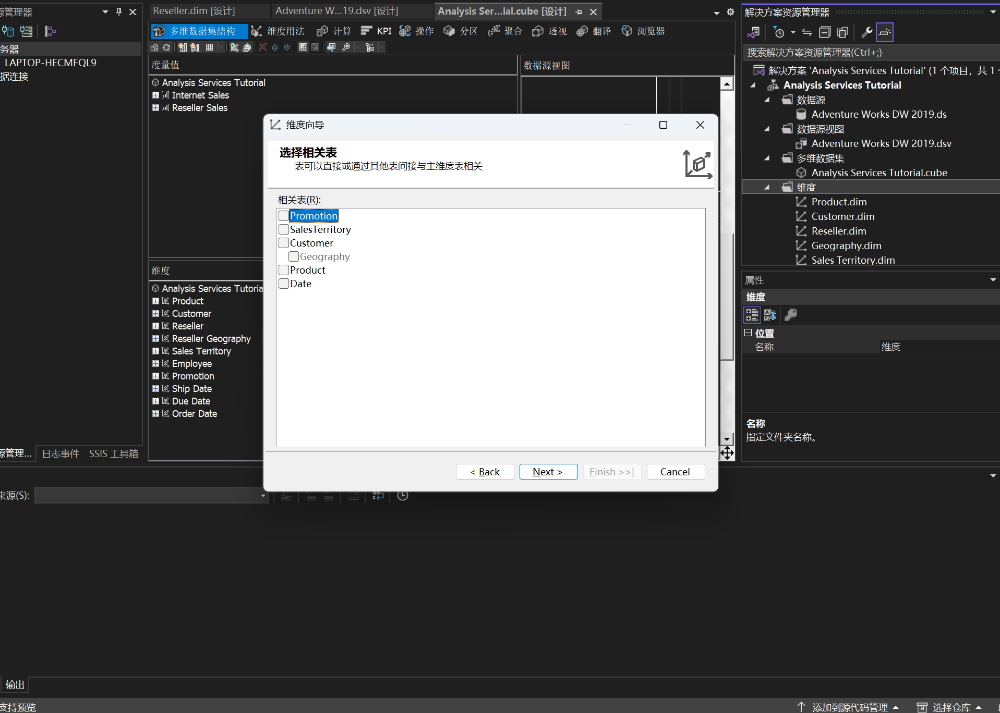 源管理器
务器
LAPTOP-HECMFQL9
据连接
源管理...
日志事件
SSIS 工具箱
Reseller.dim [设计]
Adventure W...19.dsv [设计]
Analysis Ser...ial.cube [设计]
多维数据集结构
维度用法
计算
KPI
操作
分区
聚合
透视
翻译
浏览器
度量值
Analysis Services Tutorial
Internet Sales
Reseller Sales
数据源视图
维度
Analysis Services Tutoria
Product
Customer
Reseller
Reseller Geography
Sales Territory
Employee
Promotion
Ship Date
Due Date
Order Date
维度向导
选择相关表
表可以直接或通过其他表间接与主维度表相关
相关表(R):
Promotion
SalesTerritory
Customer
Geography
Product
Date
< Back
Next >
Finish >>|
Cancel
解决方案资源管理器
搜索解决方案资源管理器(Ctrl+;)
解决方案 'Analysis Services Tutorial' (1 个项目，共 1
Analysis Services Tutorial
数据源
Adventure Works DW 2019.ds
数据源视图
Adventure Works DW 2019.dsv
多维数据集
Analysis Services Tutorial.cube
维度
Product.dim
Customer.dim
Reseller.dim
Geography.dim
Sales Territory.dim
属性
维度
位置
名称
维度
名称
指定文件夹名称。
来源(S):
输出
支持预览
添加到源代码管理
选择仓库